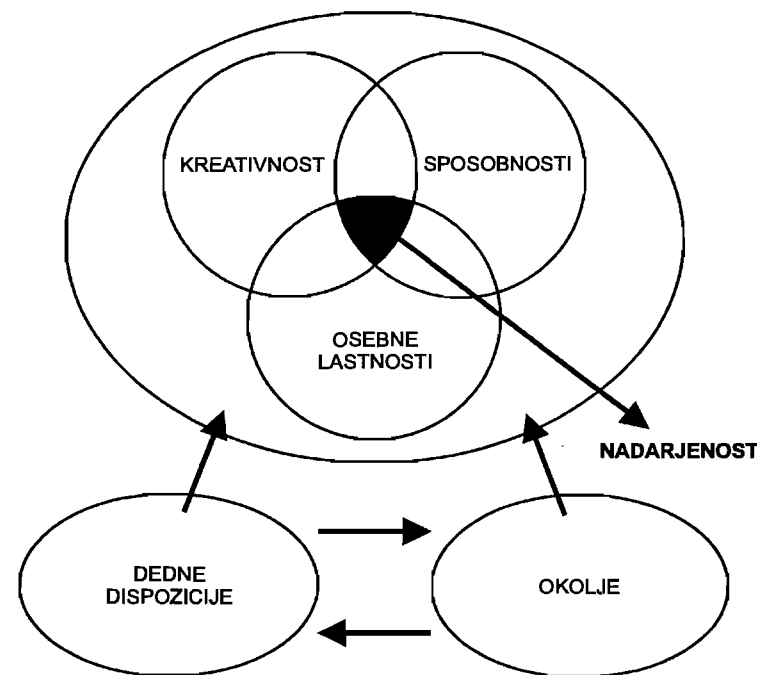 KREATIVNOST
SPOSOBNOSTI
OSEBNE
LASTNOSTI
NADARJENOST
DEDNE
DISPOZICIJE
OKOLJE